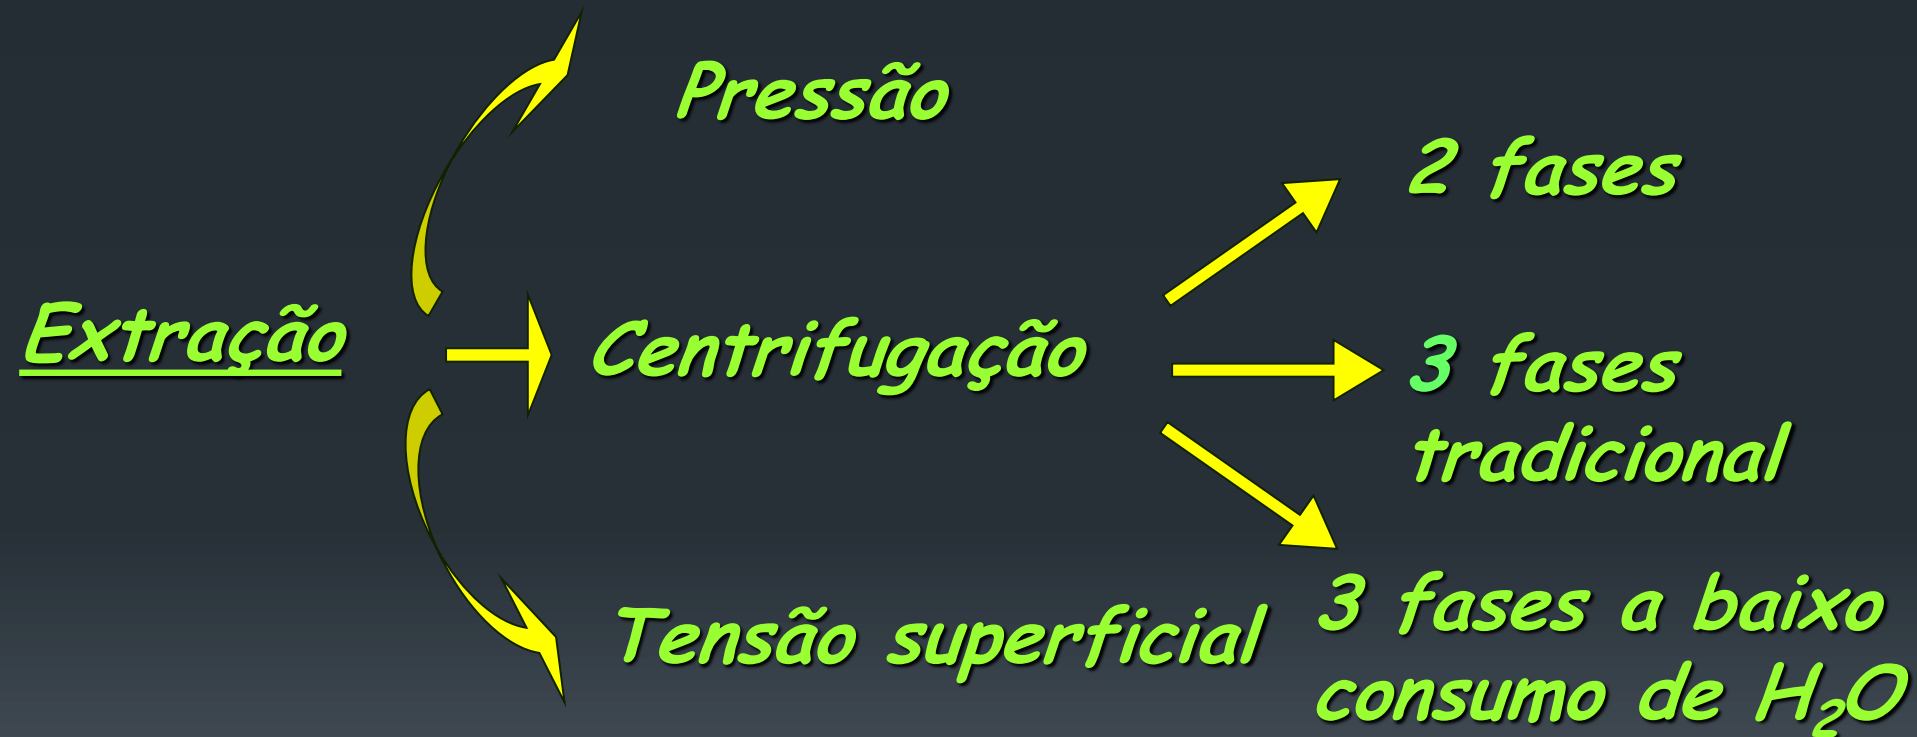 Pressão
2 fases
Extração
Centrifugação
3 fases
tradicional
Tensão superficial
3 fases a baixo
consumo de H₂O